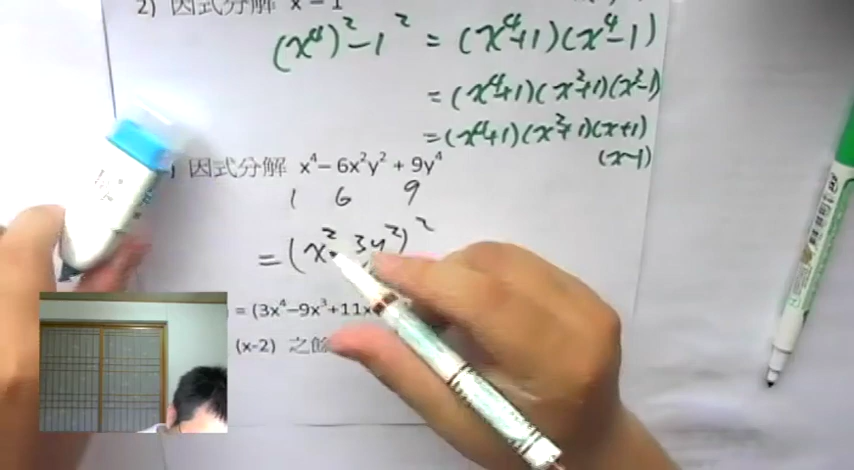 2) 因式分解 x⁸ − 1
(x⁴)² − 1² = (x⁴+1)(x⁴−1)
= (x⁴+1)(x²+1)(x²−1)
= (x⁴+1)(x²+1)(x+1)
(x−1)
因式分解 x⁴ − 6x²y² + 9y⁴
1 6 9
= (x² 3y²)²
= (3x⁴−9x³+11x
(x-2) 之餘